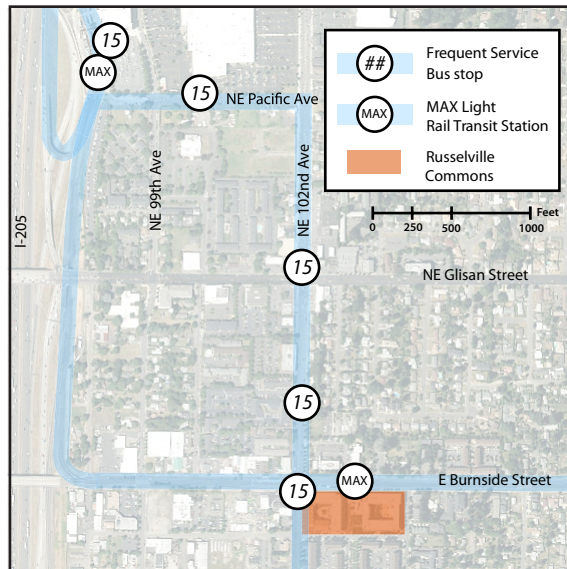 15
MAX
15
NE Pacific Ave
##
Frequent Service
Bus stop
MAX
MAX Light
Rail Transit Station
Russelville
Commons
Feet
0 250 500 1000
I-205
NE 99th Ave
NE 102nd Ave
15
NE Glisan Street
15
15
MAX
E Burnside Street